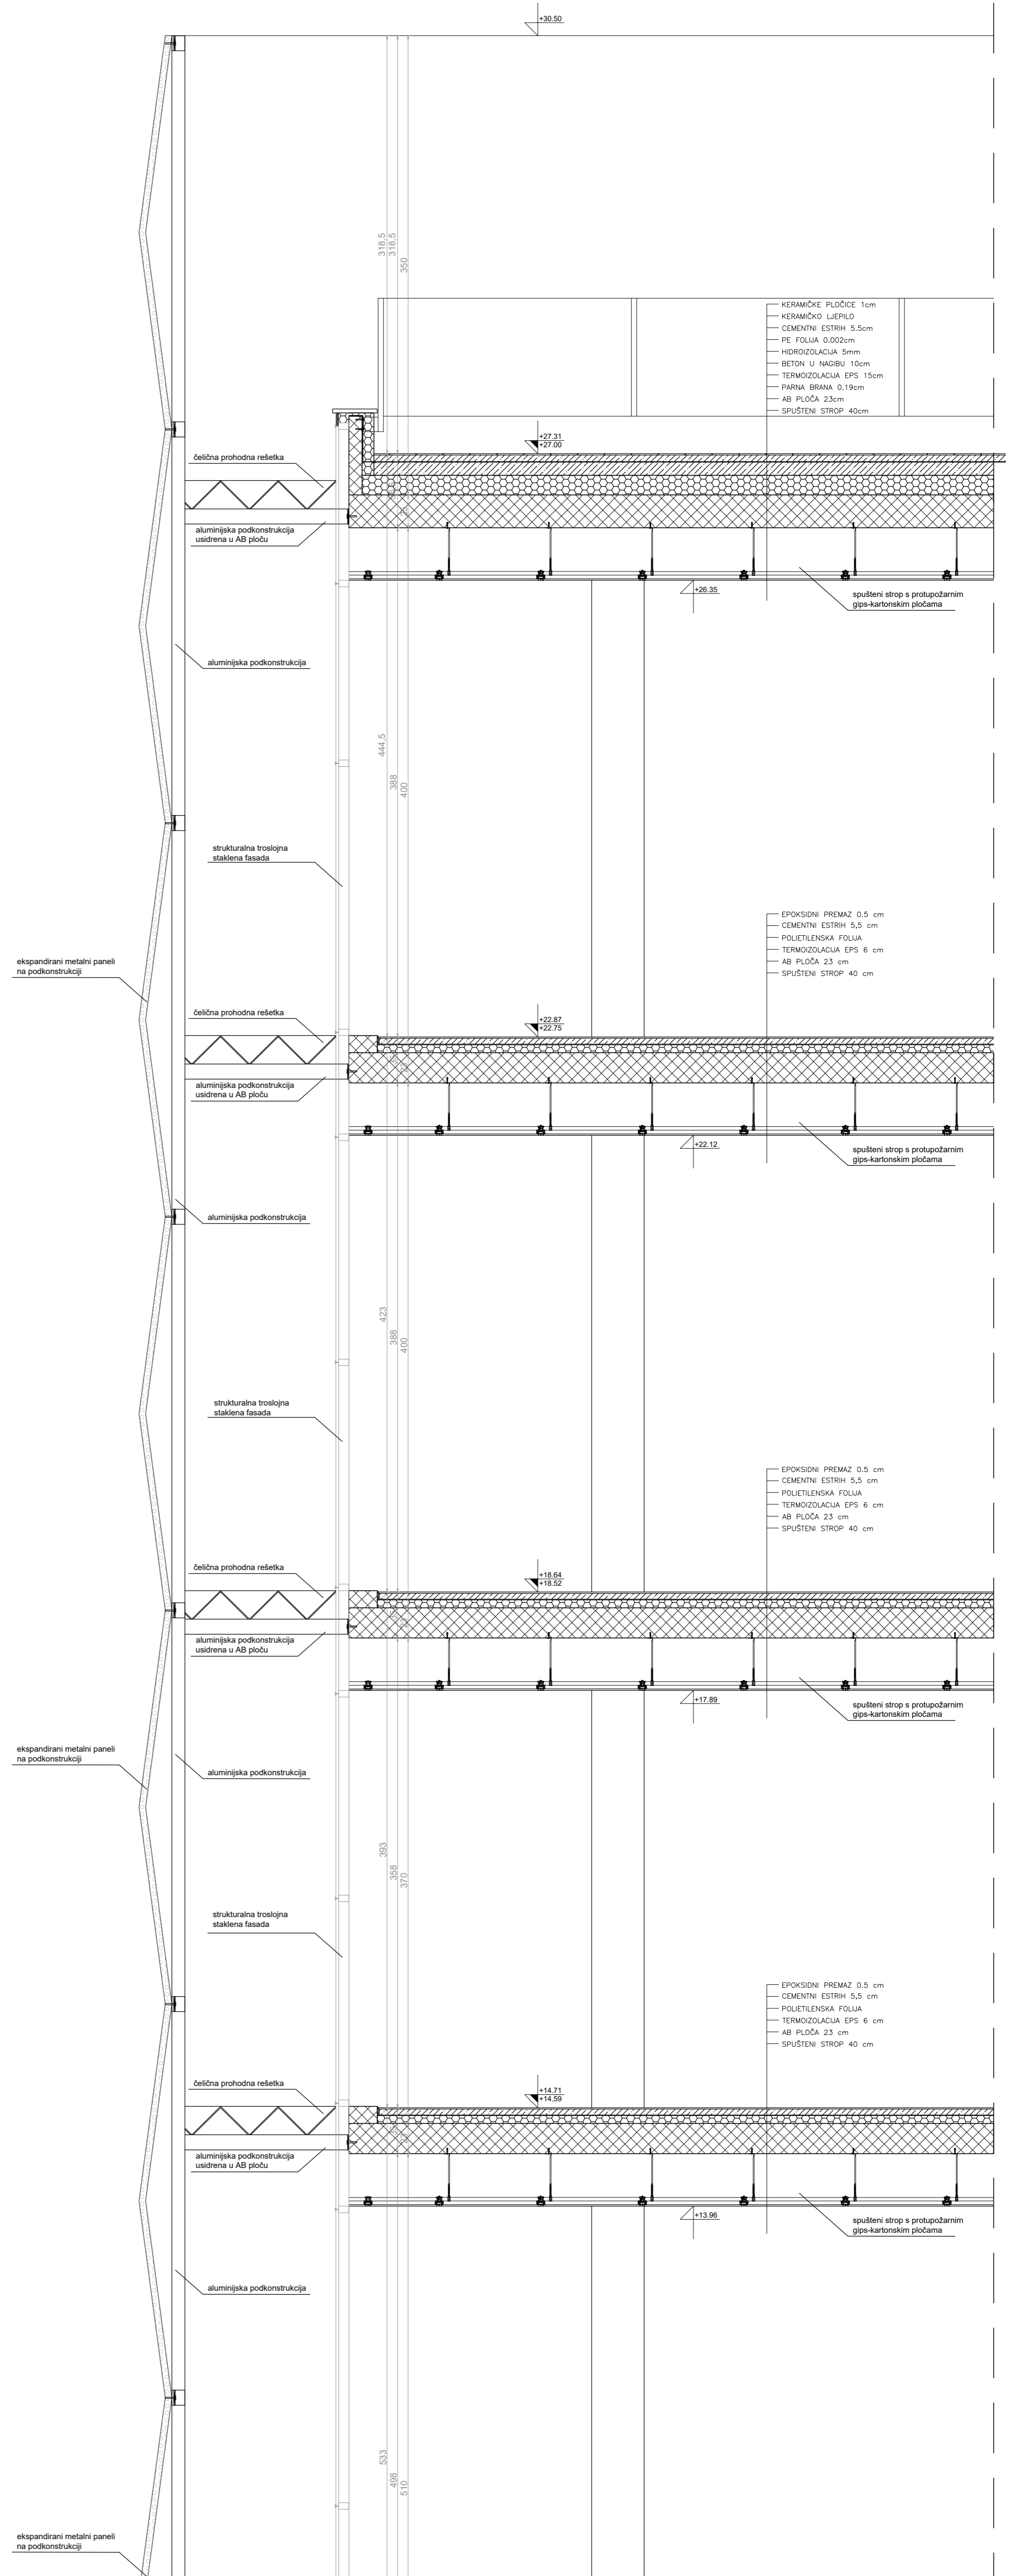 +30.50
318,5
318,5
350
KERAMIČKE PLOČICE 1cm
KERAMIČKO LJEPILO
CEMENTNI ESTRIH 5.5cm
PE FOLIJA 0.002cm
HIDROIZOLACIJA 5mm
BETON U NAGIBU 10cm
TERMOIZOLACIJA EPS 15cm
PARNA BRANA 0.19cm
AB PLOČA 23cm
SPUŠTENI STROP 40cm
+27.31
+27.00
čelična prohodna rešetka
aluminijska podkonstrukcija
usidrena u AB ploču
+26.35
spušteni strop s protupožarnim
gips-kartonskim pločama
aluminijska podkonstrukcija
444,5
388
400
strukturalna troslojna
staklena fasada
EPOKSIDNI PREMAZ 0.5 cm
CEMENTNI ESTRIH 5,5 cm
POLIETILENSKA FOLIJA
TERMOIZOLACIJA EPS 6 cm
AB PLOČA 23 cm
SPUŠTENI STROP 40 cm
ekspandirani metalni paneli
na podkonstrukciji
čelična prohodna rešetka
+22.87
+22.75
aluminijska podkonstrukcija
usidrena u AB ploču
+22.12
spušteni strop s protupožarnim
gips-kartonskim pločama
aluminijska podkonstrukcija
423
388
400
strukturalna troslojna
staklena fasada
EPOKSIDNI PREMAZ 0.5 cm
CEMENTNI ESTRIH 5,5 cm
POLIETILENSKA FOLIJA
TERMOIZOLACIJA EPS 6 cm
AB PLOČA 23 cm
SPUŠTENI STROP 40 cm
čelična prohodna rešetka
+18.64
+18.52
aluminijska podkonstrukcija
usidrena u AB ploču
+17.89
spušteni strop s protupožarnim
gips-kartonskim pločama
ekspandirani metalni paneli
na podkonstrukciji
aluminijska podkonstrukcija
393
358
370
strukturalna troslojna
staklena fasada
EPOKSIDNI PREMAZ 0.5 cm
CEMENTNI ESTRIH 5,5 cm
POLIETILENSKA FOLIJA
TERMOIZOLACIJA EPS 6 cm
AB PLOČA 23 cm
SPUŠTENI STROP 40 cm
čelična prohodna rešetka
+14.71
+14.59
aluminijska podkonstrukcija
usidrena u AB ploču
+13.96
spušteni strop s protupožarnim
gips-kartonskim pločama
aluminijska podkonstrukcija
533
498
510
ekspandirani metalni paneli
na podkonstrukciji